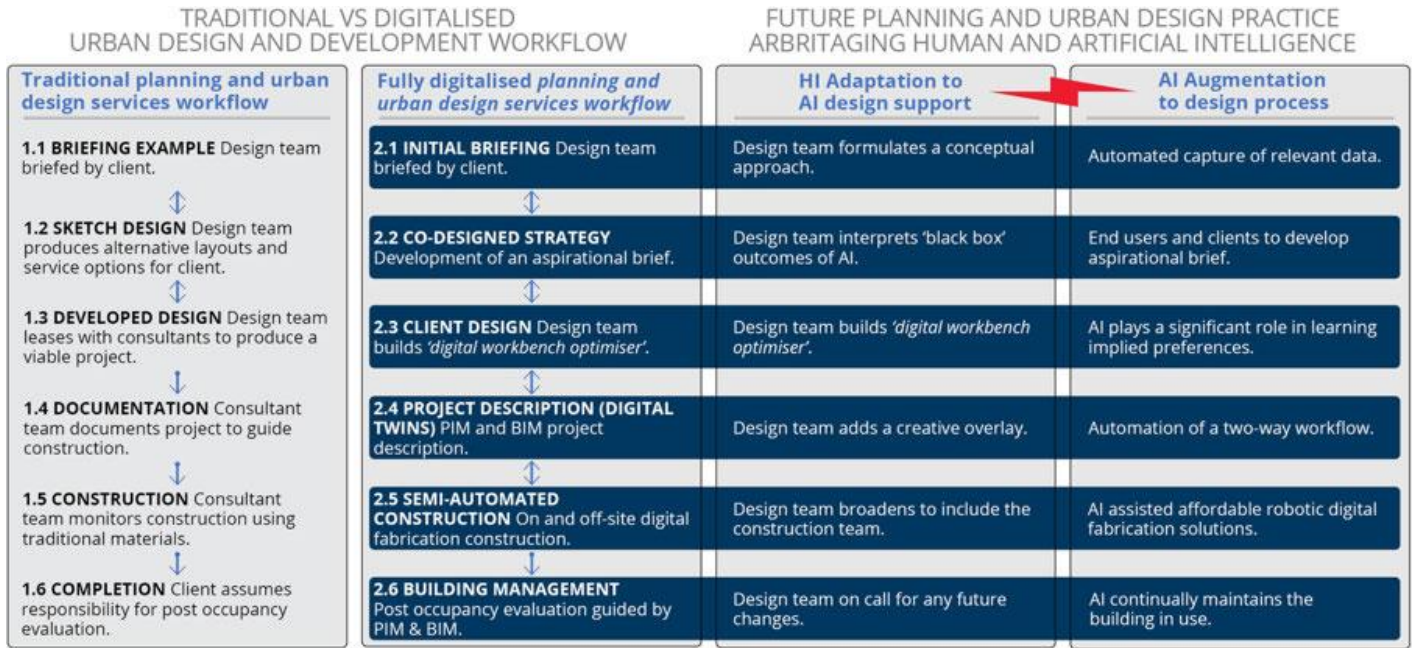 TRADITIONAL VS DIGITALISED
URBAN DESIGN AND DEVELOPMENT WORKFLOW
FUTURE PLANNING AND URBAN DESIGN PRACTICE
ARBRITAGING HUMAN AND ARTIFICIAL INTELLIGENCE
Traditional planning and urban
design services workflow
1.1 BRIEFING EXAMPLE Design team
briefed by client.
1.2 SKETCH DESIGN Design team
produces alternative layouts and
service options for client.
1.3 DEVELOPED DESIGN Design team
leases with consultants to produce a
viable project.
1.4 DOCUMENTATION Consultant
team documents project to guide
construction.
1.5 CONSTRUCTION Consultant
team monitors construction using
traditional materials.
1.6 COMPLETION Client assumes
responsibility for post occupancy
evaluation.
Fully digitalised planning and
urban design services workflow
2.1 INITIAL BRIEFING Design team
briefed by client.
2.2 CO-DESIGNED STRATEGY
Development of an aspirational brief.
2.3 CLIENT DESIGN Design team
builds ‘digital workbench optimiser’.
2.4 PROJECT DESCRIPTION (DIGITAL
TWINS) PIM and BIM project
description.
2.5 SEMI-AUTOMATED
CONSTRUCTION On and off-site digital
fabrication construction.
2.6 BUILDING MANAGEMENT
Post occupancy evaluation guided by
PIM & BIM.
HI Adaptation to
AI design support
Design team formulates a conceptual
approach.
Design team interprets ‘black box’
outcomes of AI.
Design team builds ‘digital workbench
optimiser’.
Design team adds a creative overlay.
Design team broadens to include the
construction team.
Design team on call for any future
changes.
AI Augmentation
to design process
Automated capture of relevant data.
End users and clients to develop
aspirational brief.
AI plays a significant role in learning
implied preferences.
Automation of a two-way workflow.
AI assisted affordable robotic digital
fabrication solutions.
AI continually maintains the
building in use.